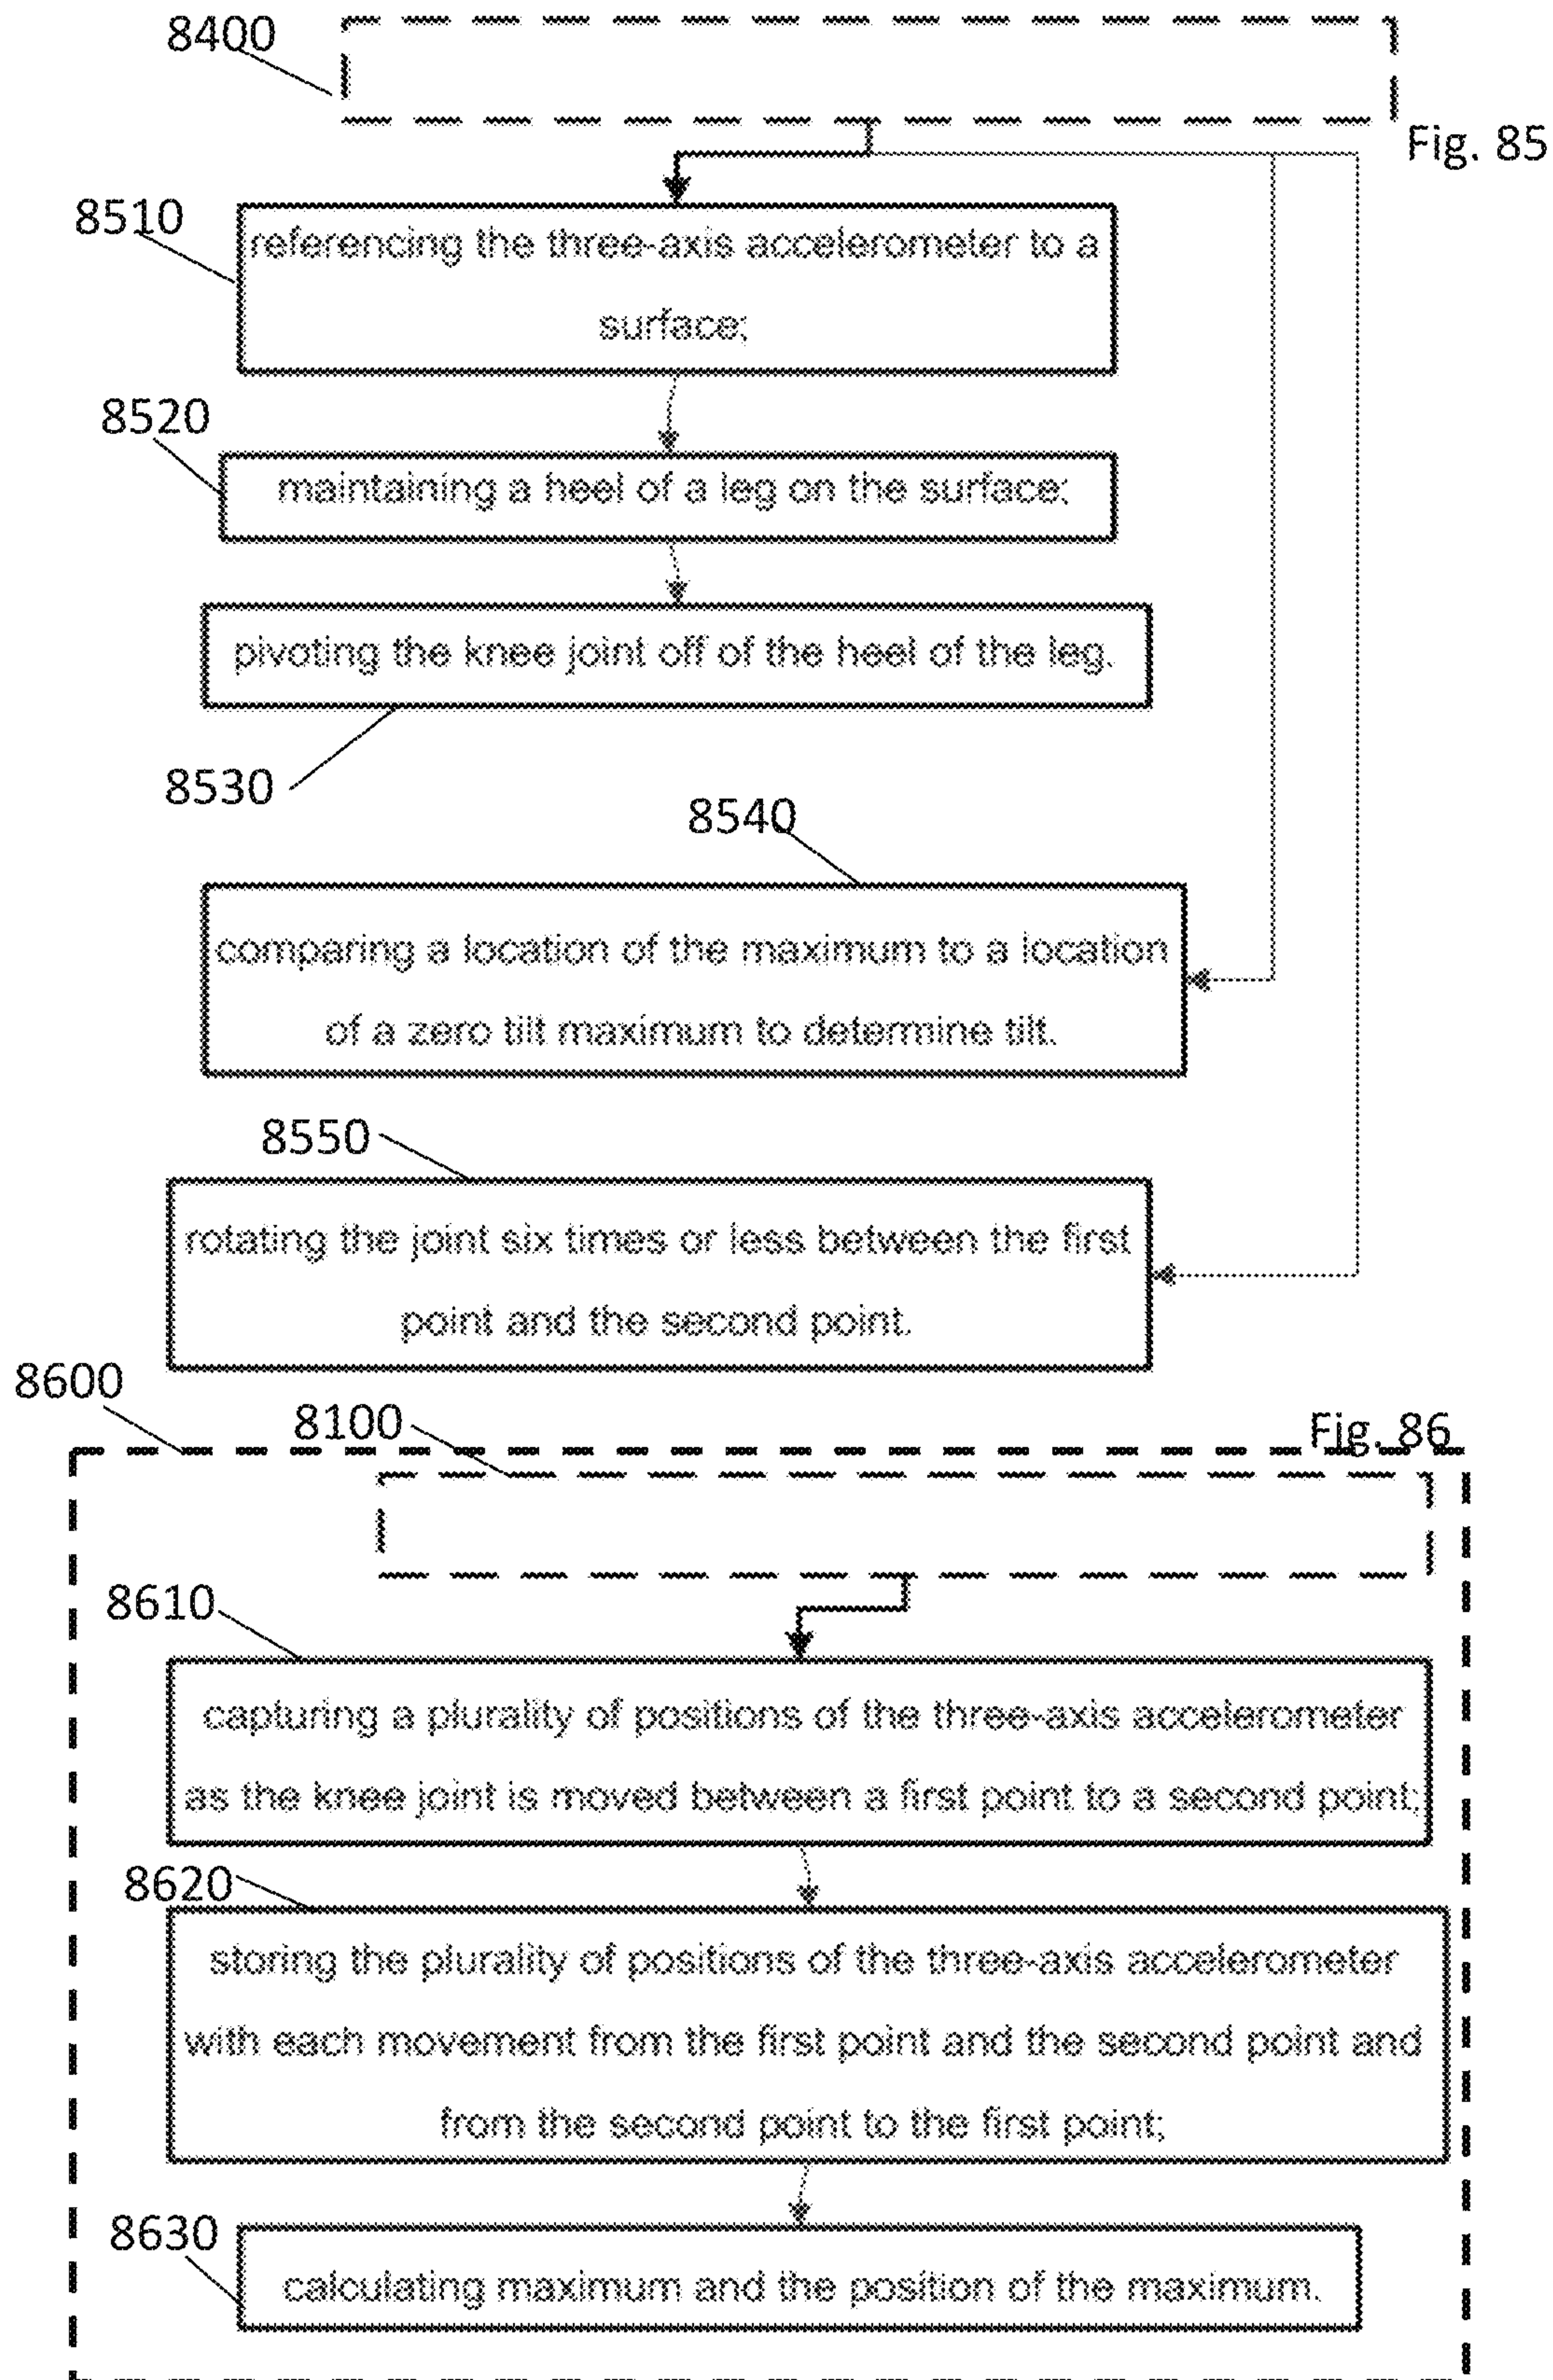 8400
Fig. 85
8510
referencing the three-axis accelerometer to a
surface;
8520
maintaining a heel of a leg on the surface;
pivoting the knee joint off of the heel of the leg.
8530
8540
comparing a location of the maximum to a location
of a zero tilt maximum to determine tilt.
8550
rotating the joint six times or less between the first
point and the second point.
8600
8100
Fig. 86
8610
capturing a plurality of positions of the three-axis accelerometer
as the knee joint is moved between a first point to a second point;
8620
storing the plurality of positions of the three-axis accelerometer
with each movement from the first point and the second point and
from the second point to the first point;
8630
calculating maximum and the position of the maximum.